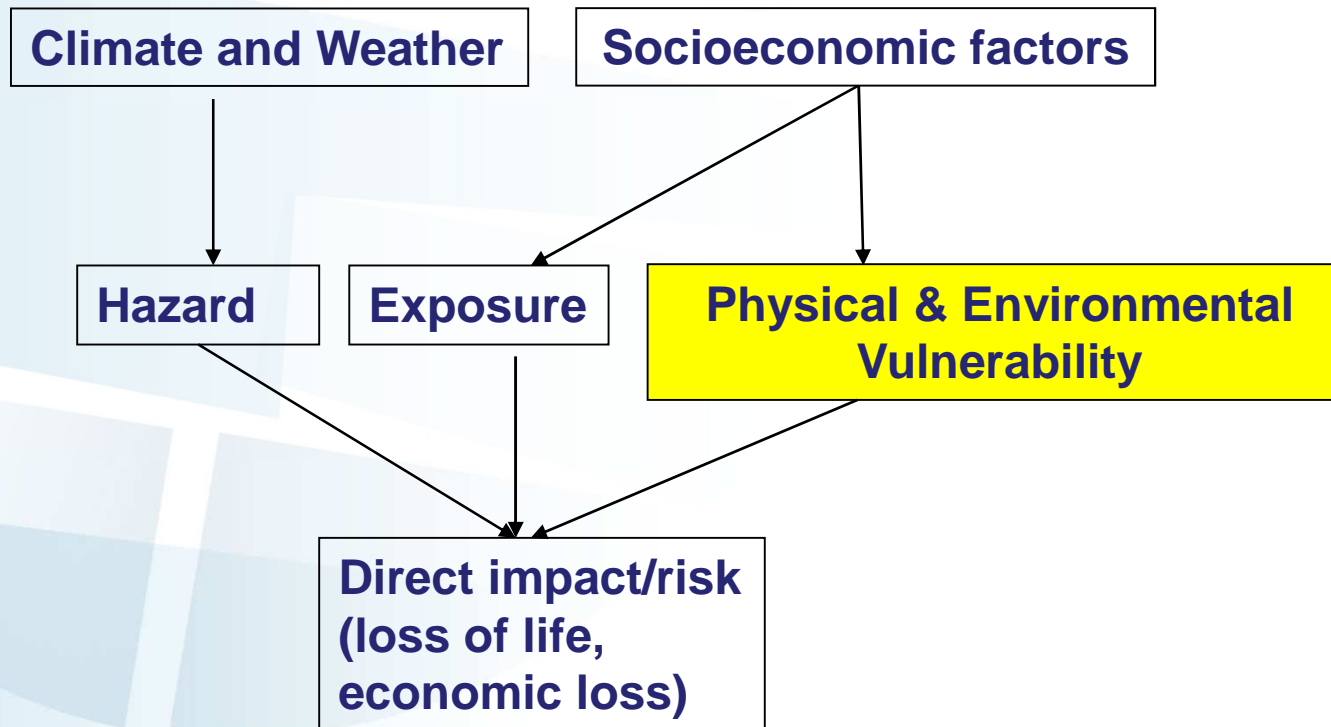 Climate and Weather
Socioeconomic factors
Hazard
Exposure
Physical & Environmental
Vulnerability
Direct impact/risk
(loss of life,
economic loss)